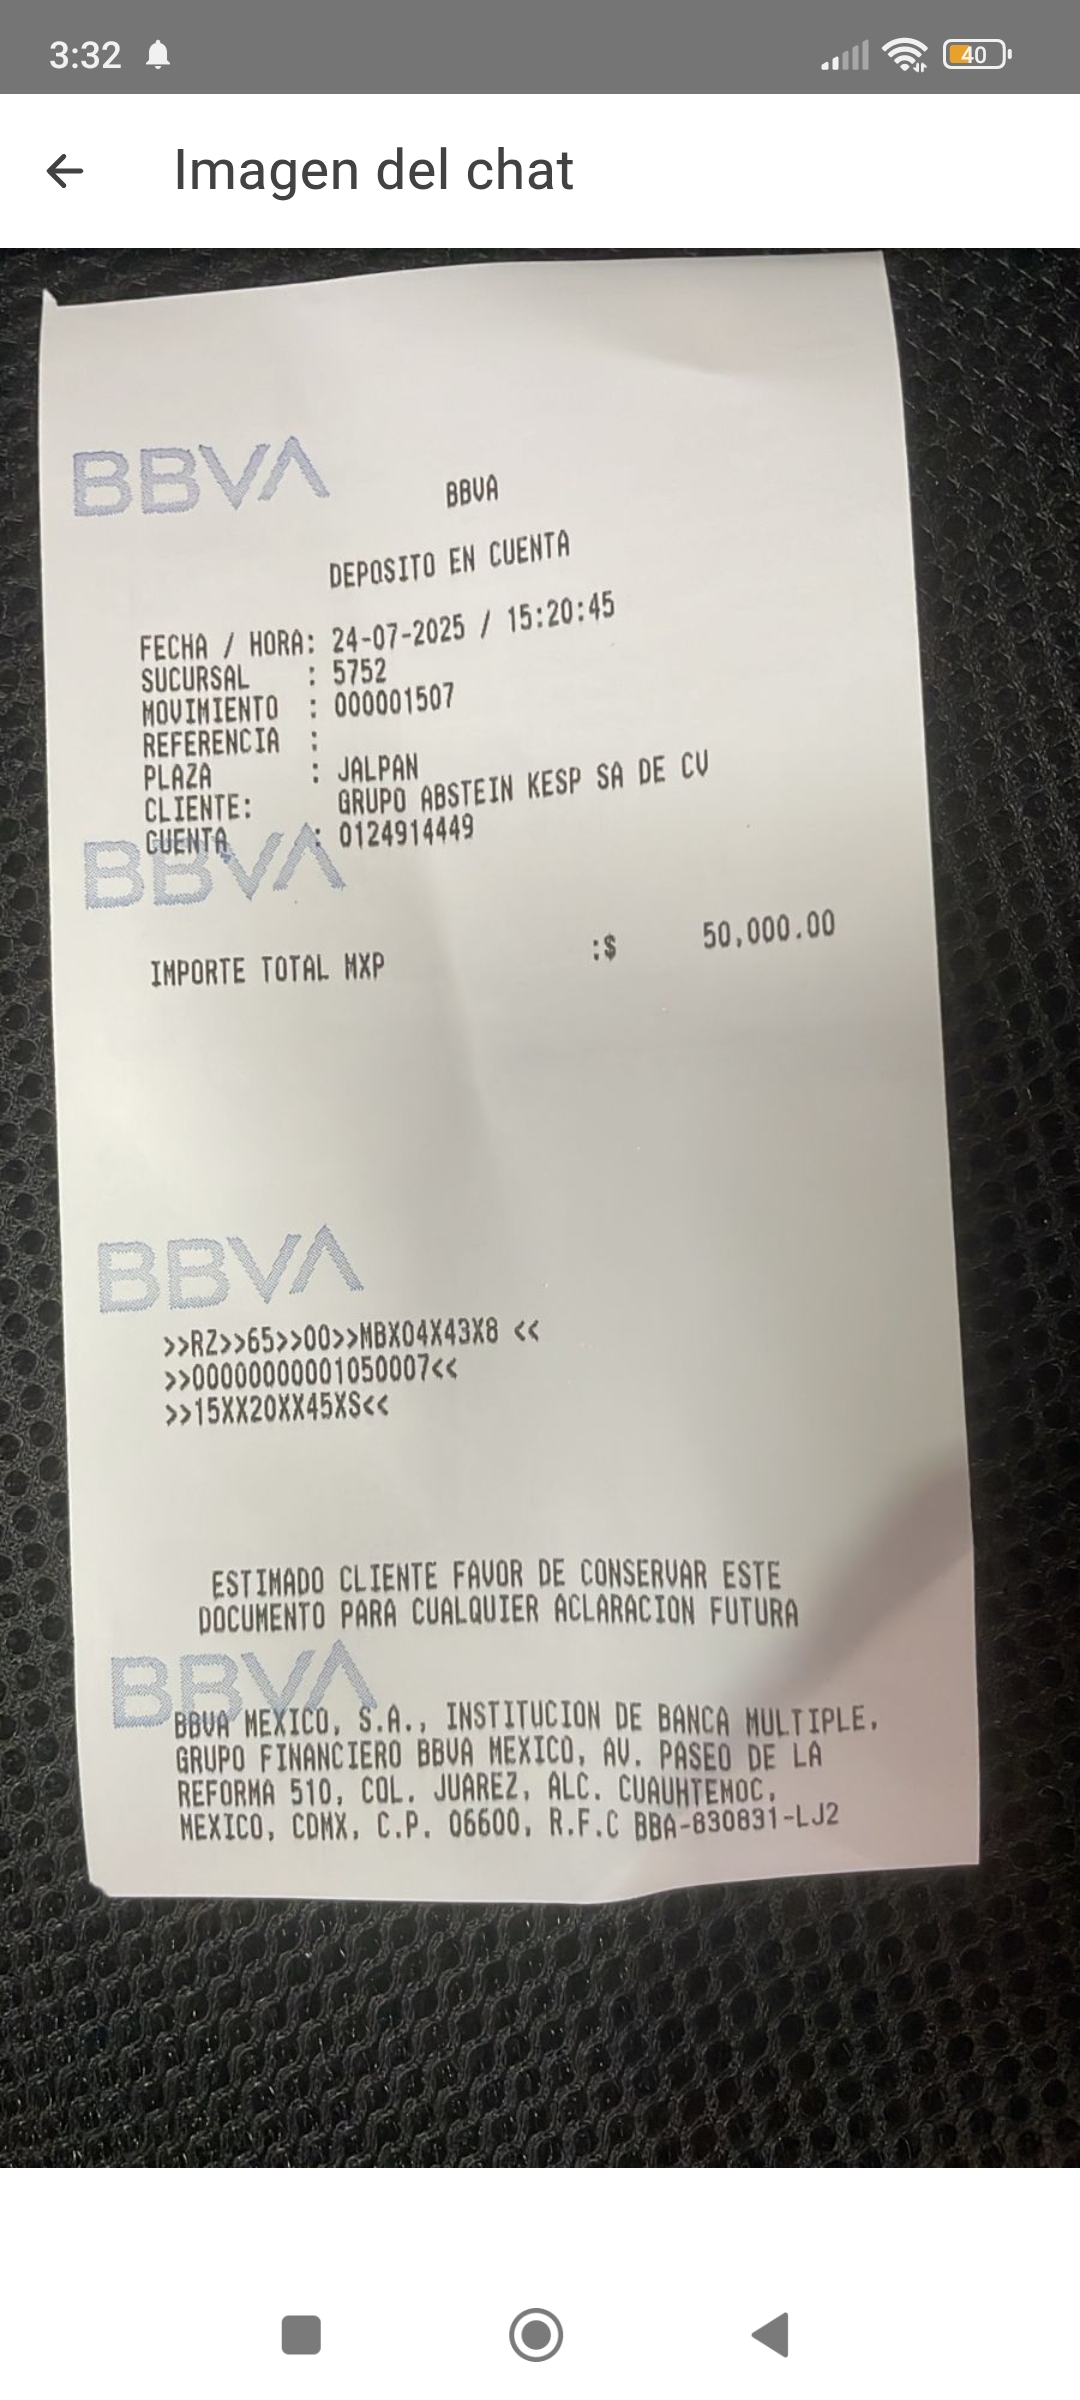 3:32
40
Imagen del chat
BBVA
BBVA
DEPOSITO EN CUENTA
FECHA / HORA: 24-07-2025 / 15:20:45
SUCURSAL : 5752
MOVIMIENTO : 000001507
REFERENCIA :
PLAZA : JALPAN
CLIENTE: GRUPO ABSTEIN KESP SA DE CV
CUENTA : 0124914449
BBVA
IMPORTE TOTAL MXP :$ 50,000.00
BBVA
>>RZ>>65>>00>>MBX04X43X8 <<
>>00000000001050007<<
>>15XX20XX45XS<<
ESTIMADO CLIENTE FAVOR DE CONSERVAR ESTE
DOCUMENTO PARA CUALQUIER ACLARACION FUTURA
BBVA
BBVA MEXICO, S.A., INSTITUCION DE BANCA MULTIPLE,
GRUPO FINANCIERO BBVA MEXICO, AV. PASEO DE LA
REFORMA 510, COL. JUAREZ, ALC. CUAUHTEMOC,
MEXICO, CDMX, C.P. 06600, R.F.C BBA-830831-LJ2